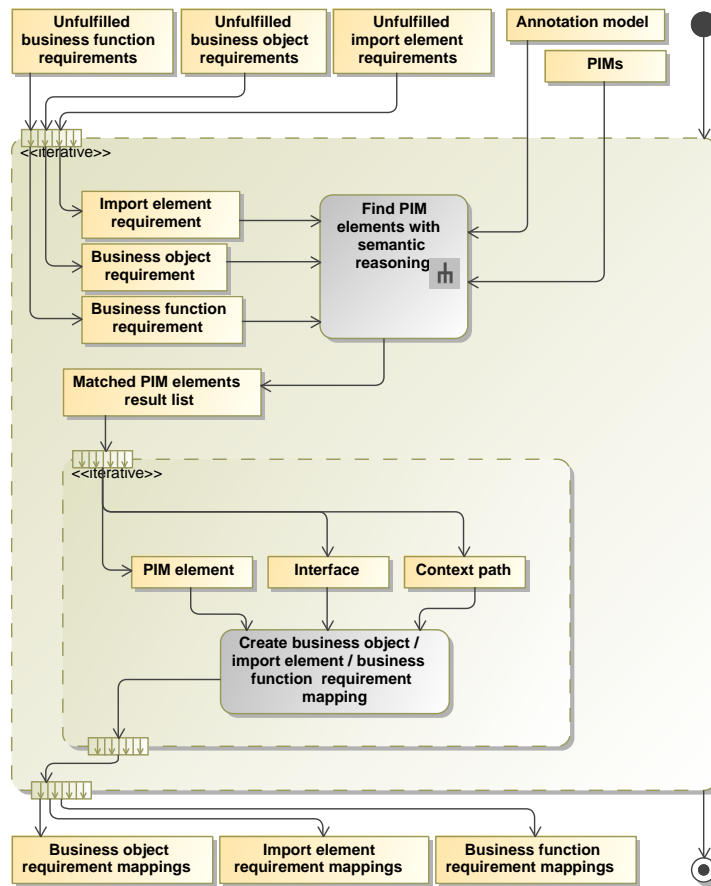 Unfulfilled
business function
requirements
Unfulfilled
business object
requirements
Unfulfilled
import element
requirements
Annotation model
PIMs
<<iterative>>
Import element
requirement
Business object
requirement
Business function
requirement
Find PIM
elements with
semantic
reasoning
Matched PIM elements
result list
<<iterative>>
PIM element
Interface
Context path
Create business object /
import element / business
function requirement
mapping
Business object
requirement mappings
Import element
requirement mappings
Business function
requirement mappings